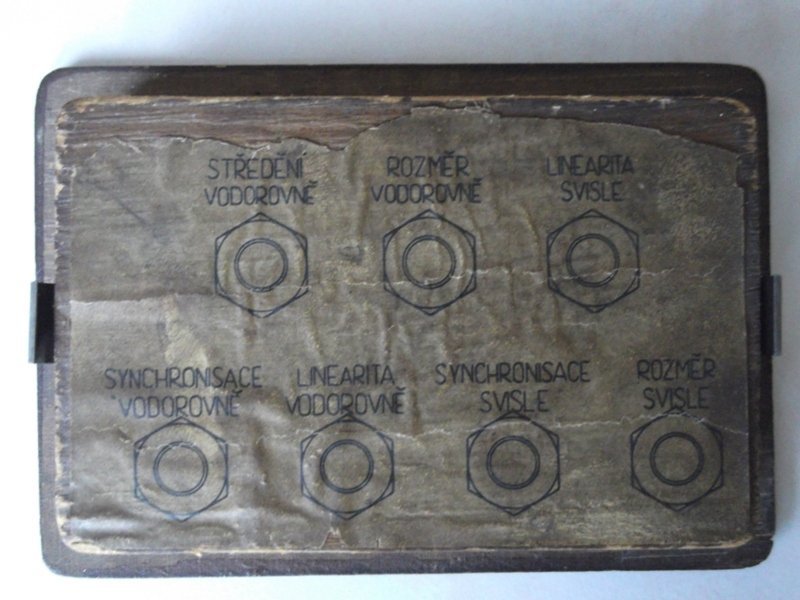 STŘEDĚNÍ
VODOROVNĚ
ROZMĚR
VODOROVNĚ
LINEARITA
SVISLE
SYNCHRONISACE
VODOROVNĚ
LINEARITA
VODOROVNĚ
SYNCHRONISACE
SVISLE
ROZMĚR
SVISLE